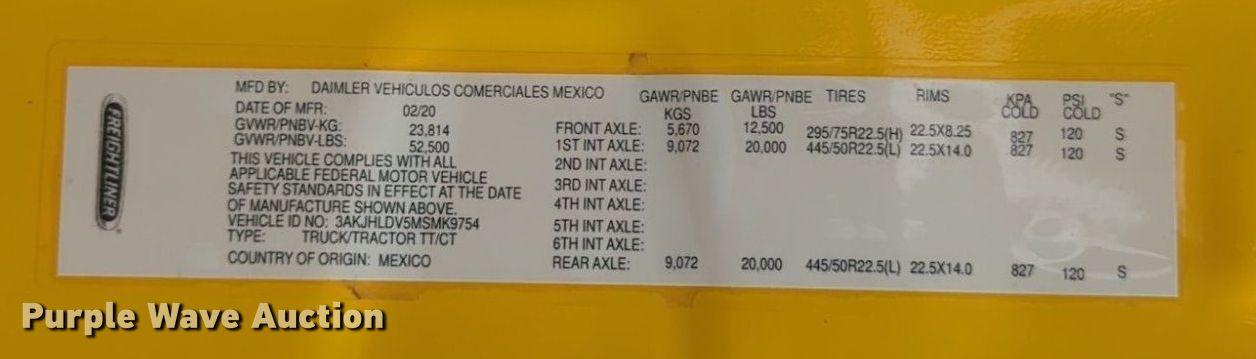 FREIGHTLINER
MFD BY: DAIMLER VEHICULOS COMERCIALES MEXICO
DATE OF MFR: 02/20
GVWR/PNBV-KG: 23,814
GVWR/PNBV-LBS: 52,500
THIS VEHICLE COMPLIES WITH ALL
APPLICABLE FEDERAL MOTOR VEHICLE
SAFETY STANDARDS IN EFFECT AT THE DATE
OF MANUFACTURE SHOWN ABOVE.
VEHICLE ID NO: 3AKJHLDV5MSMK9754
TYPE: TRUCK/TRACTOR TT/CT
COUNTRY OF ORIGIN: MEXICO
GAWR/PNBE KGS GAWR/PNBE LBS TIRES RIMS KPA COLD PSI COLD "S"
FRONT AXLE: 5,670 12,500 295/75R22.5(H) 22.5X8.25 827 120 S
1ST INT AXLE: 9,072 20,000 445/50R22.5(L) 22.5X14.0 827 120 S
2ND INT AXLE:
3RD INT AXLE:
4TH INT AXLE:
5TH INT AXLE:
6TH INT AXLE:
REAR AXLE: 9,072 20,000 445/50R22.5(L) 22.5X14.0 827 120 S
Purple Wave Auction